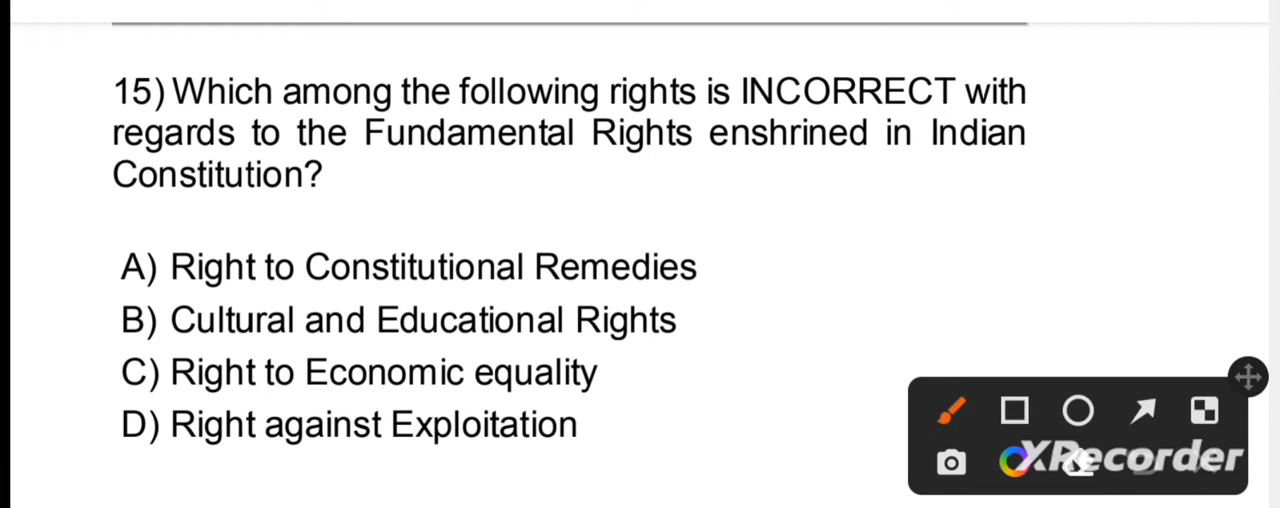 15) Which among the following rights is INCORRECT with
regards to the Fundamental Rights enshrined in Indian
Constitution?
A) Right to Constitutional Remedies
B) Cultural and Educational Rights
C) Right to Economic equality
D) Right against Exploitation
XRecorder